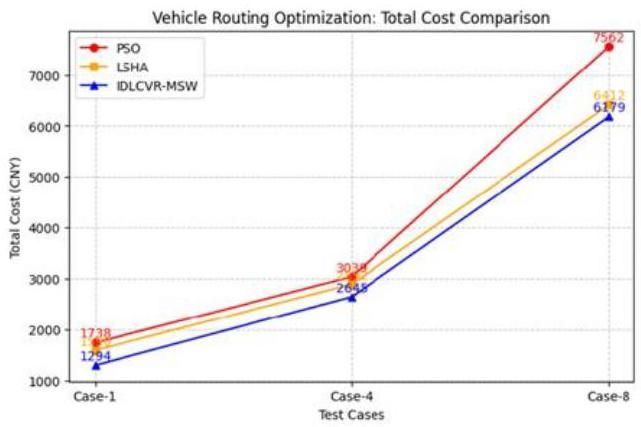 Vehicle Routing Optimization: Total Cost Comparison
PSO
LSHA
IDLCVR-MSW
7562
6412
6179
3039
2645
1738
1294
7000
6000
5000
4000
3000
2000
1000
Total Cost (CNY)
Case-1
Case-4
Case-8
Test Cases